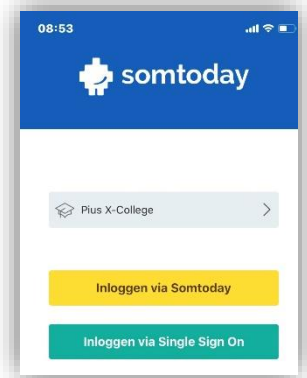 08:53
somtoday
Pius X-College
Inloggen via Somtoday
Inloggen via Single Sign On